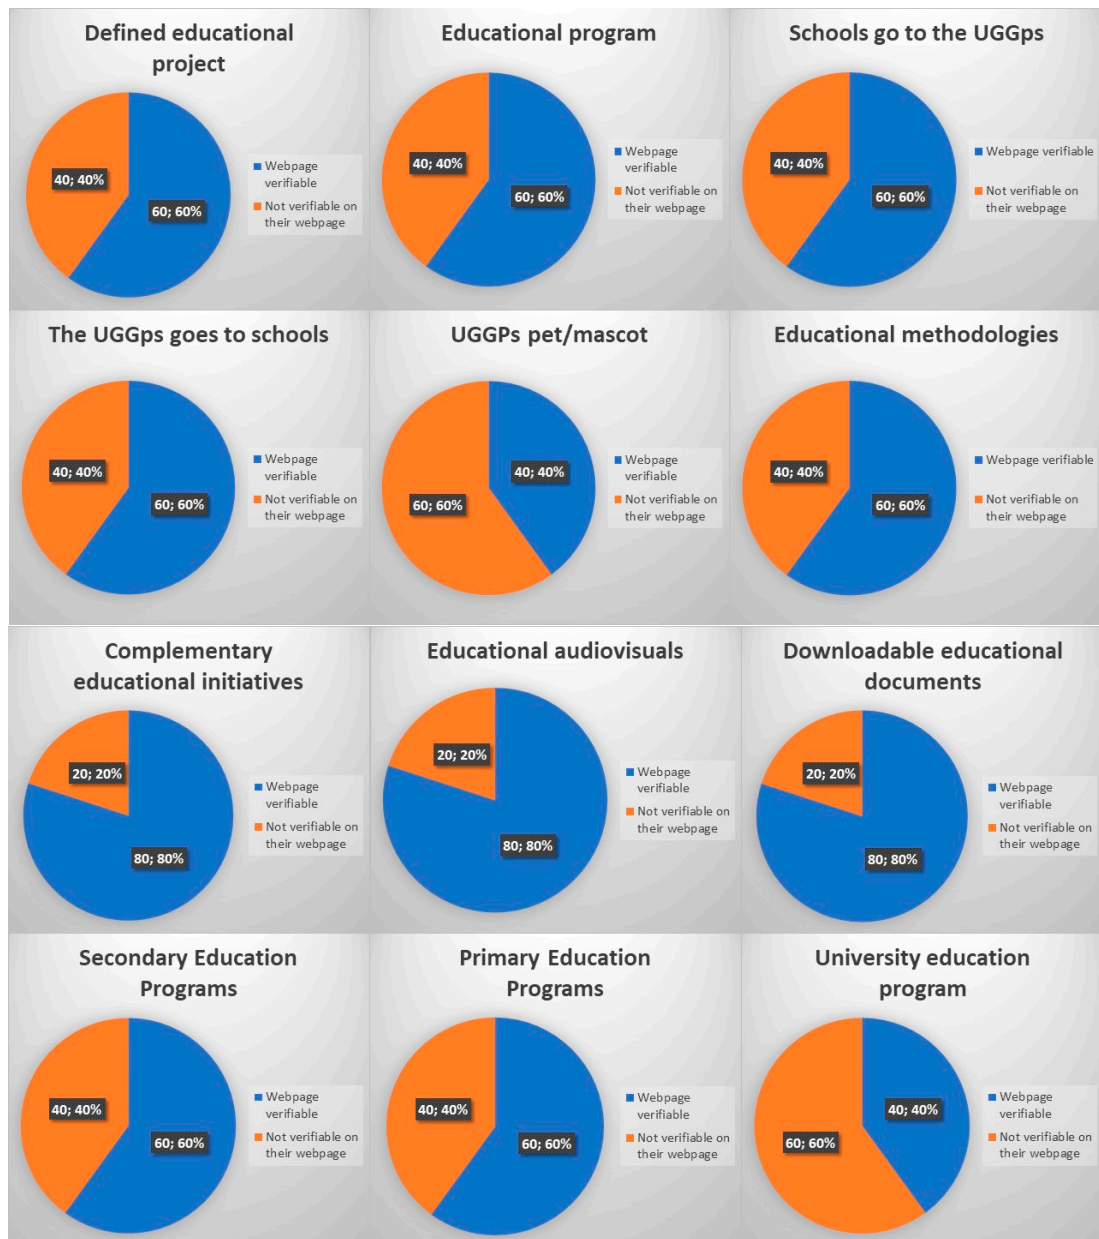 Defined educational
project
40; 40%
60; 60%
Webpage
verifiable
Not verifiable on
their webpage
Educational program
40; 40%
60; 60%
Webpage
verifiable
Not verifiable on
their webpage
Schools go to the UGGps
40; 40%
60; 60%
Webpage verifiable
Not verifiable on
their webpage
The UGGps goes to schools
40; 40%
60; 60%
Webpage
verifiable
Not verifiable on
their webpage
UGGPs pet/mascot
40; 40%
60; 60%
Webpage
verifiable
Not verifiable on
their webpage
Educational methodologies
40; 40%
60; 60%
Webpage verifiable
Not verifiable on
their webpage
Complementary
educational initiatives
20; 20%
80; 80%
Webpage
verifiable
Not verifiable on
their webpage
Educational audiovisuals
20; 20%
80; 80%
Webpage
verifiable
Not verifiable on
their webpage
Downloadable educational
documents
20; 20%
80; 80%
Webpage
verifiable
Not verifiable on
their webpage
Secondary Education
Programs
40; 40%
60; 60%
Webpage
verifiable
Not verifiable on
their webpage
Primary Education
Programs
40; 40%
60; 60%
Webpage
verifiable
Not verifiable on
their webpage
University education
program
40; 40%
60; 60%
Webpage
verifiable
Not verifiable on
their webpage